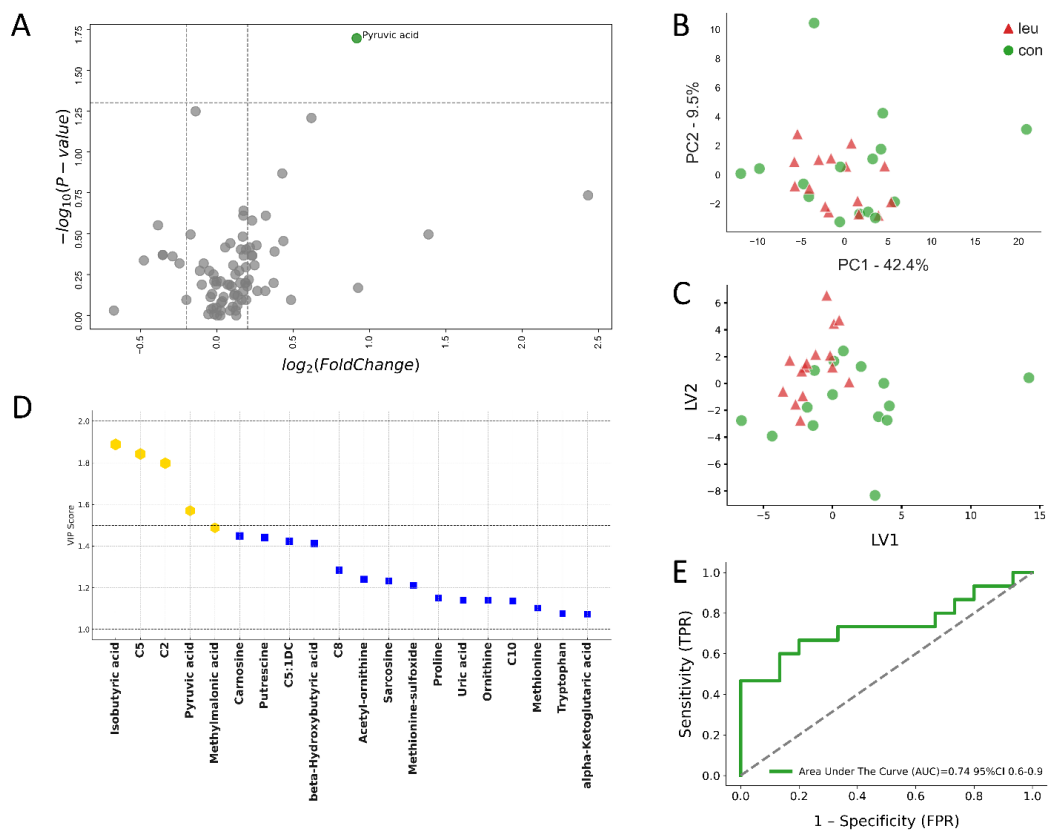 A
−log₁₀(P − value)
1.75
1.50
1.25
1.00
0.75
0.50
0.25
0.00
Pyruvic acid
−0.5
0.0
0.5
1.0
1.5
2.0
2.5
log₂(FoldChange)
B
leu
con
PC2 - 9.5%
10
8
6
4
2
0
−2
−10
−5
0
5
10
15
20
PC1 - 42.4%
C
LV2
6
4
2
0
−2
−4
−6
−8
−5
0
5
10
15
LV1
D
VIP Score
2.0
1.8
1.6
1.4
1.2
1.0
Isobutyric acid
C5
C2
Pyruvic acid
Methylmalonic acid
Carnosine
Putrescine
C5:1DC
beta-Hydroxybutyric acid
C8
Acetyl-ornithine
Sarcosine
Methionine-sulfoxide
Proline
Uric acid
Ornithine
C10
Methionine
Tryptophan
alpha-Ketoglutaric acid
E
Sensitivity (TPR)
1.0
0.8
0.6
0.4
0.2
0.0
Area Under The Curve (AUC)=0.74 95%CI 0.6-0.9
0.0
0.2
0.4
0.6
0.8
1.0
1 – Specificity (FPR)